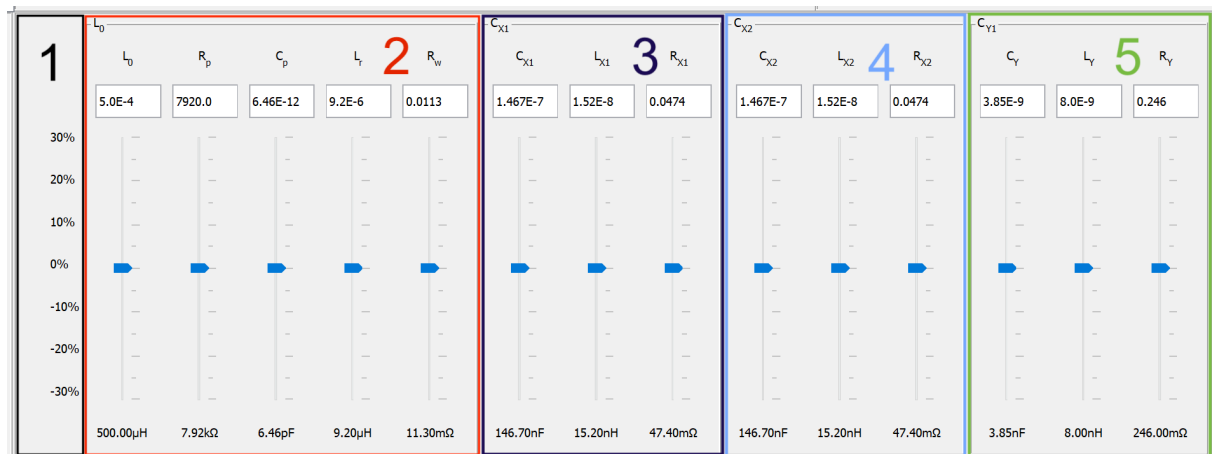 L0 CX1 CX2 CY1
1 2 3 4 5
L0 Rp Cp Lr Rw CX1 LX1 RX1 CX2 LX2 RX2 CY LY RY
5.0E-4 7920.0 6.46E-12 9.2E-6 0.0113 1.467E-7 1.52E-8 0.0474 1.467E-7 1.52E-8 0.0474 3.85E-9 8.0E-9 0.246
30%
20%
10%
0%
-10%
-20%
-30%
500.00μH 7.92kΩ 6.46pF 9.20μH 11.30mΩ 146.70nF 15.20nH 47.40mΩ 146.70nF 15.20nH 47.40mΩ 3.85nF 8.00nH 246.00mΩ